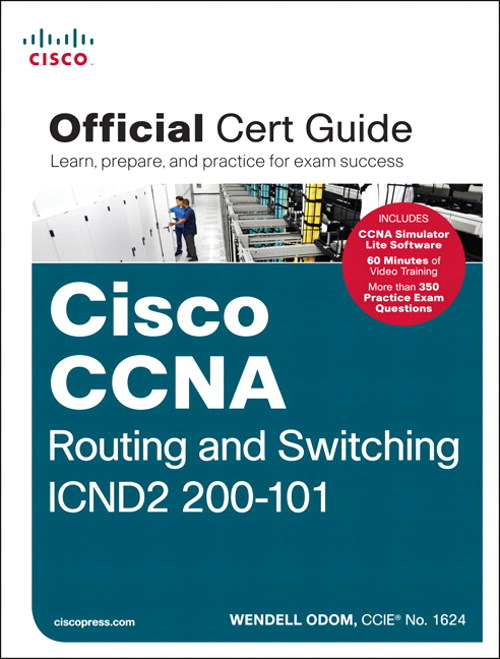 CISCO
Official Cert Guide
Learn, prepare, and practice for exam success
INCLUDES
CCNA Simulator
Lite Software
60 Minutes of
Video Training
More than 350
Practice Exam
Questions
Cisco
CCNA
Routing and Switching
ICND2 200-101
ciscopress.com
WENDELL ODOM, CCIE® No. 1624